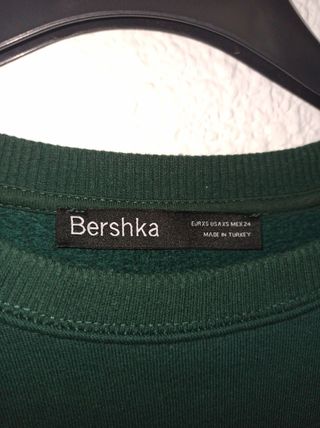 Bershka
EUR XS USA XS MEX 24
MADE IN TURKEY